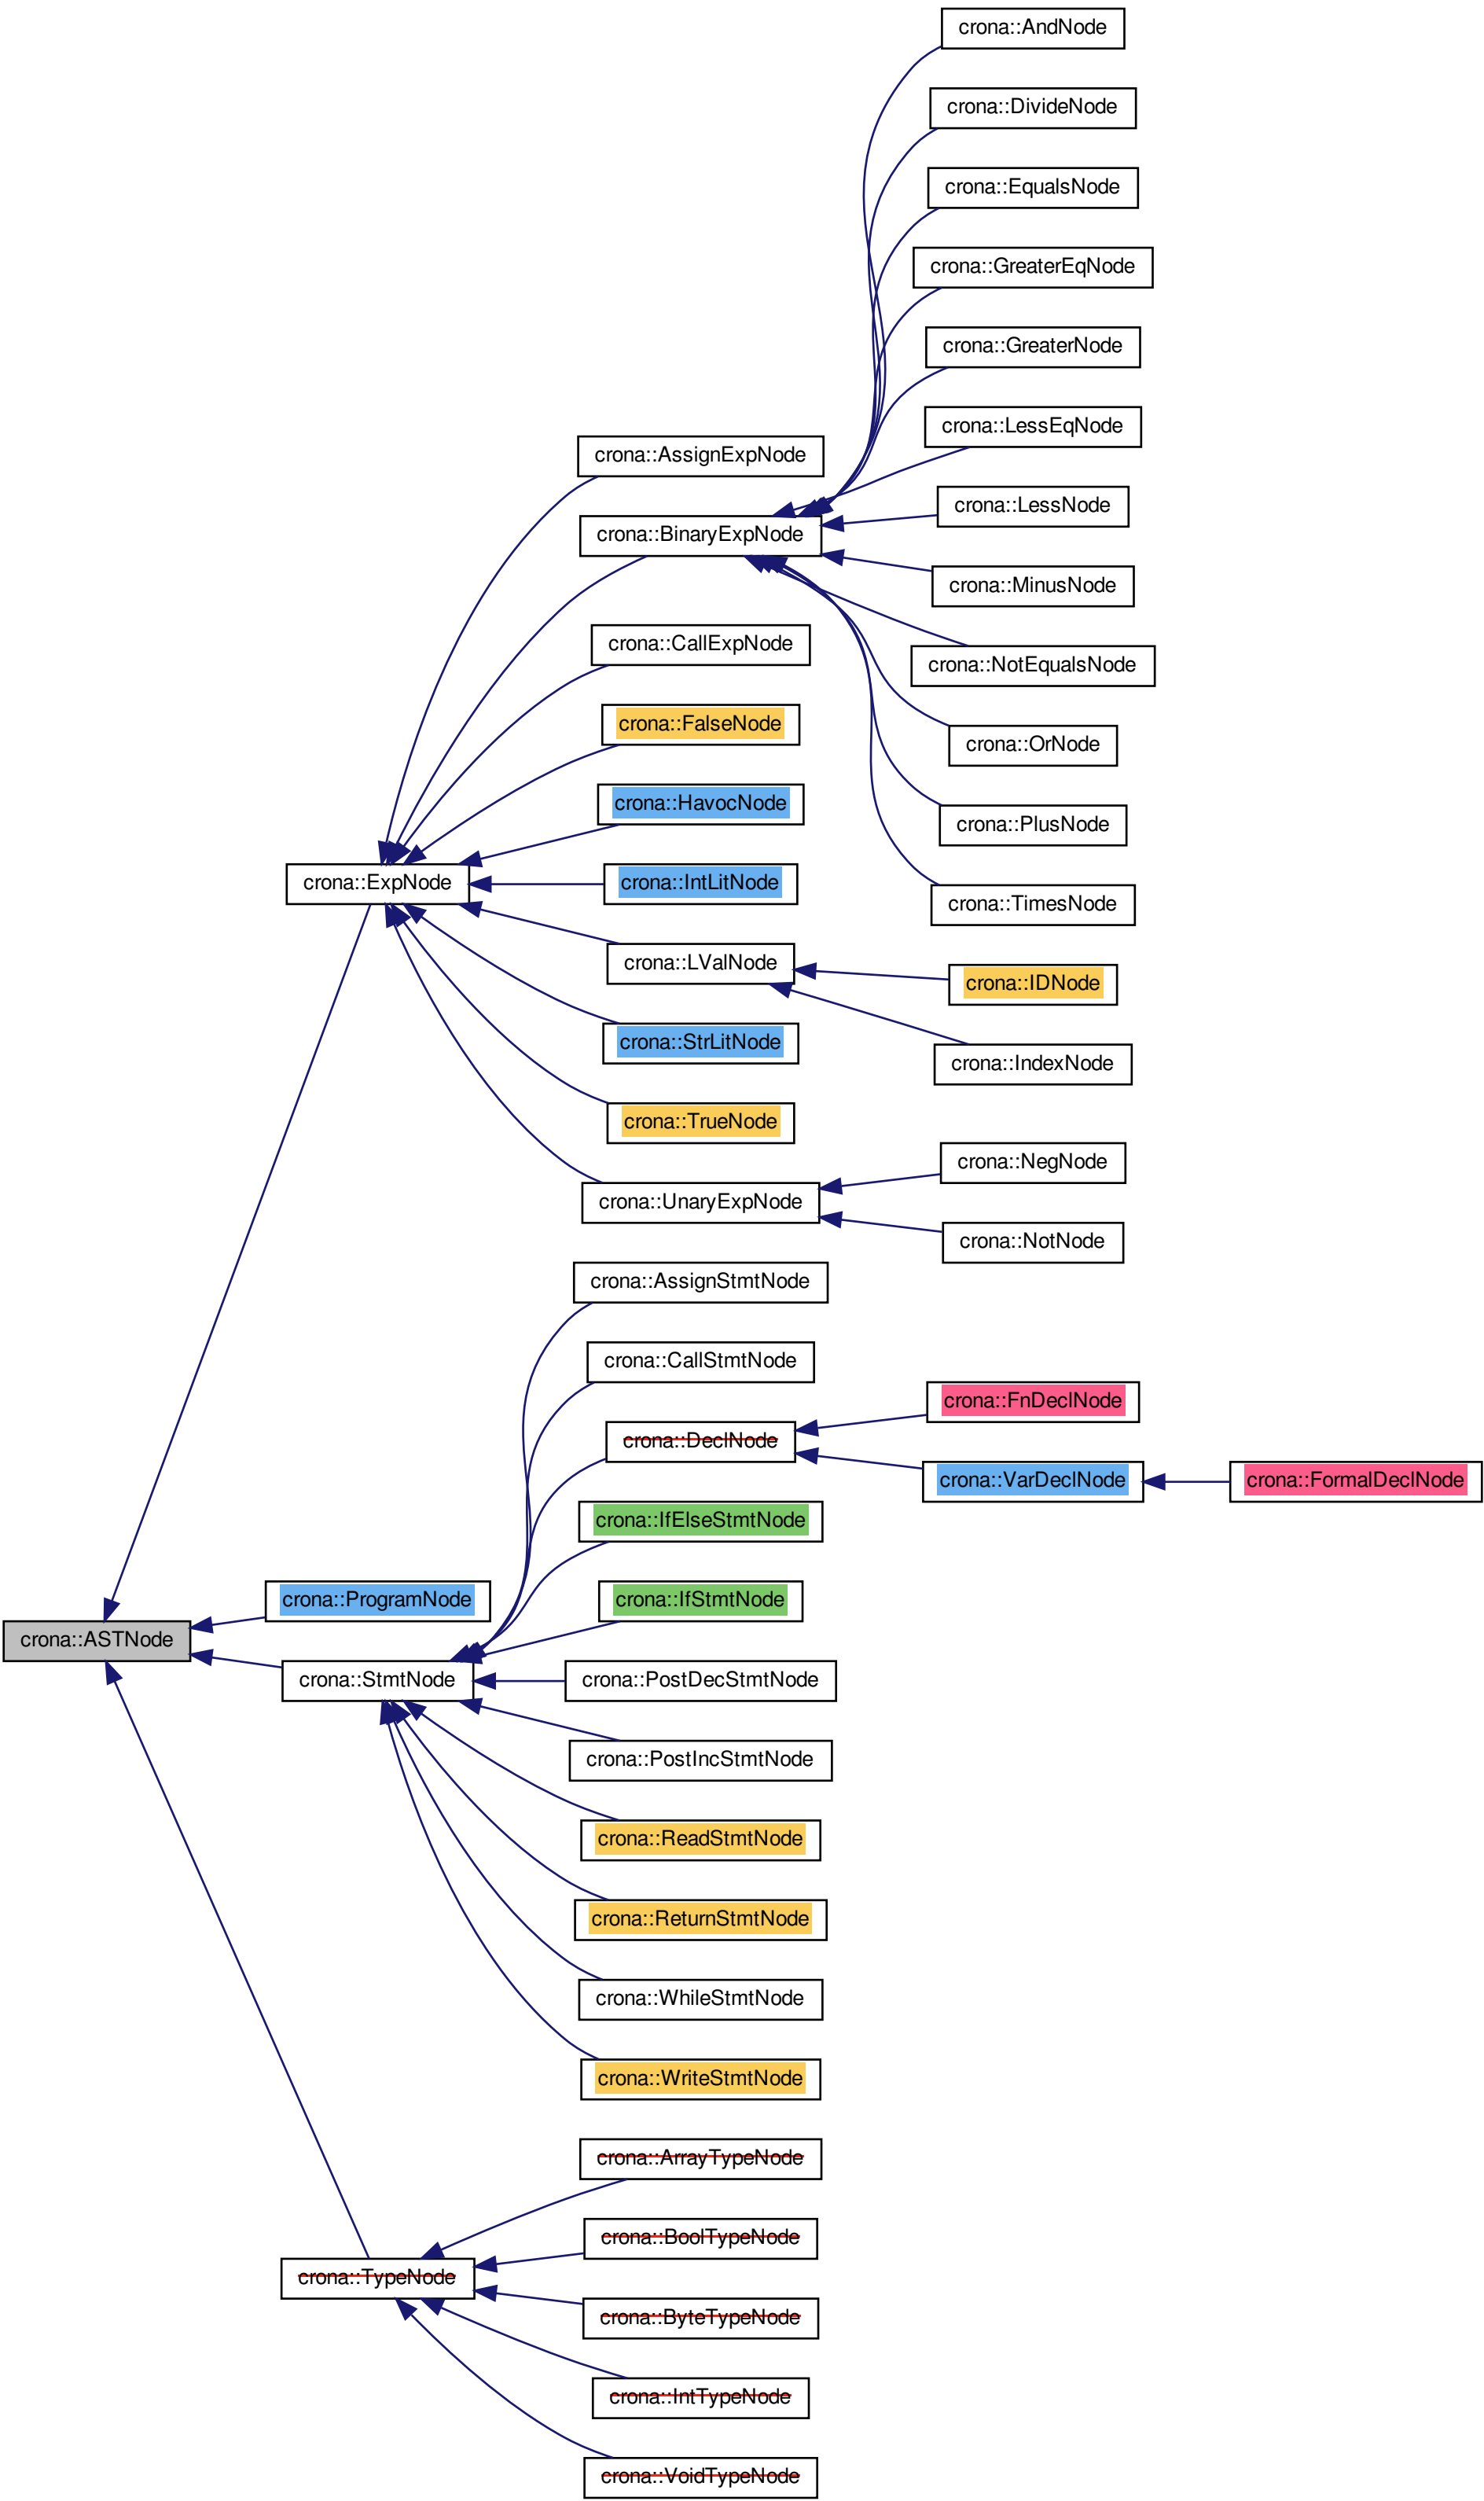 crona::AndNode
crona::DivideNode
crona::EqualsNode
crona::GreaterEqNode
crona::GreaterNode
crona::LessEqNode
crona::AssignExpNode
crona::LessNode
crona::BinaryExpNode
crona::MinusNode
crona::CallExpNode
crona::NotEqualsNode
crona::FalseNode
crona::OrNode
crona::HavocNode
crona::PlusNode
crona::ExpNode
crona::IntLitNode
crona::TimesNode
crona::LValNode
crona::IDNode
crona::StrLitNode
crona::IndexNode
crona::TrueNode
crona::NegNode
crona::UnaryExpNode
crona::NotNode
crona::AssignStmtNode
crona::CallStmtNode
crona::FnDeclNode
crona::DeclNode
crona::VarDeclNode
crona::FormalDeclNode
crona::IfElseStmtNode
crona::ProgramNode
crona::IfStmtNode
crona::ASTNode
crona::StmtNode
crona::PostDecStmtNode
crona::PostIncStmtNode
crona::ReadStmtNode
crona::ReturnStmtNode
crona::WhileStmtNode
crona::WriteStmtNode
crona::ArrayTypeNode
crona::BoolTypeNode
crona::TypeNode
crona::ByteTypeNode
crona::IntTypeNode
crona::VoidTypeNode